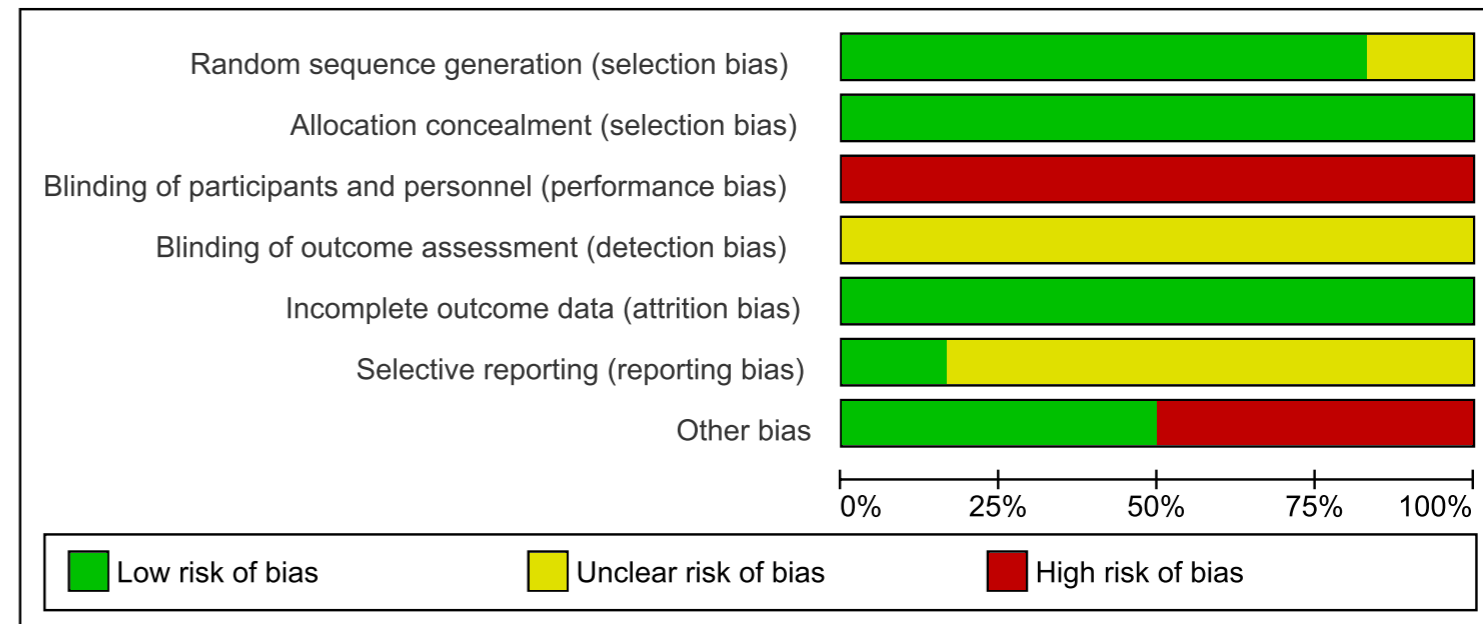 Random sequence generation (selection bias)
Allocation concealment (selection bias)
Blinding of participants and personnel (performance bias)
Blinding of outcome assessment (detection bias)
Incomplete outcome data (attrition bias)
Selective reporting (reporting bias)
Other bias
0% 25% 50% 75% 100%
Low risk of bias Unclear risk of bias High risk of bias